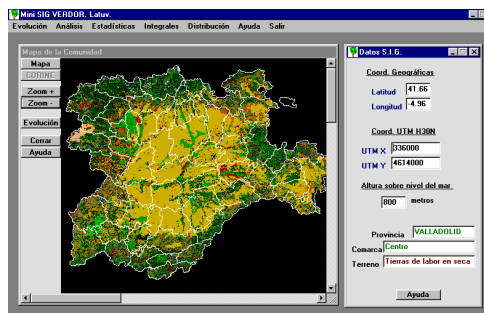 Mini SIG VERDOR. Latuv.
Evolución Análisis Estadísticas Integrales Distribución Ayuda Salir
Mapa de la Comunidad
Mapa
CORINE
Zoom +
Zoom -
Evolución
Cerrar
Ayuda
Datos S.I.G.
Coord. Geográficas
Latitud 41.66
Longitud -4.96
Coord. UTM H30N
UTM X 336000
UTM Y 4614000
Altura sobre nivel del mar
800 metros
Provincia VALLADOLID
Comarca Centro
Terreno Tierras de labor en seca
Ayuda